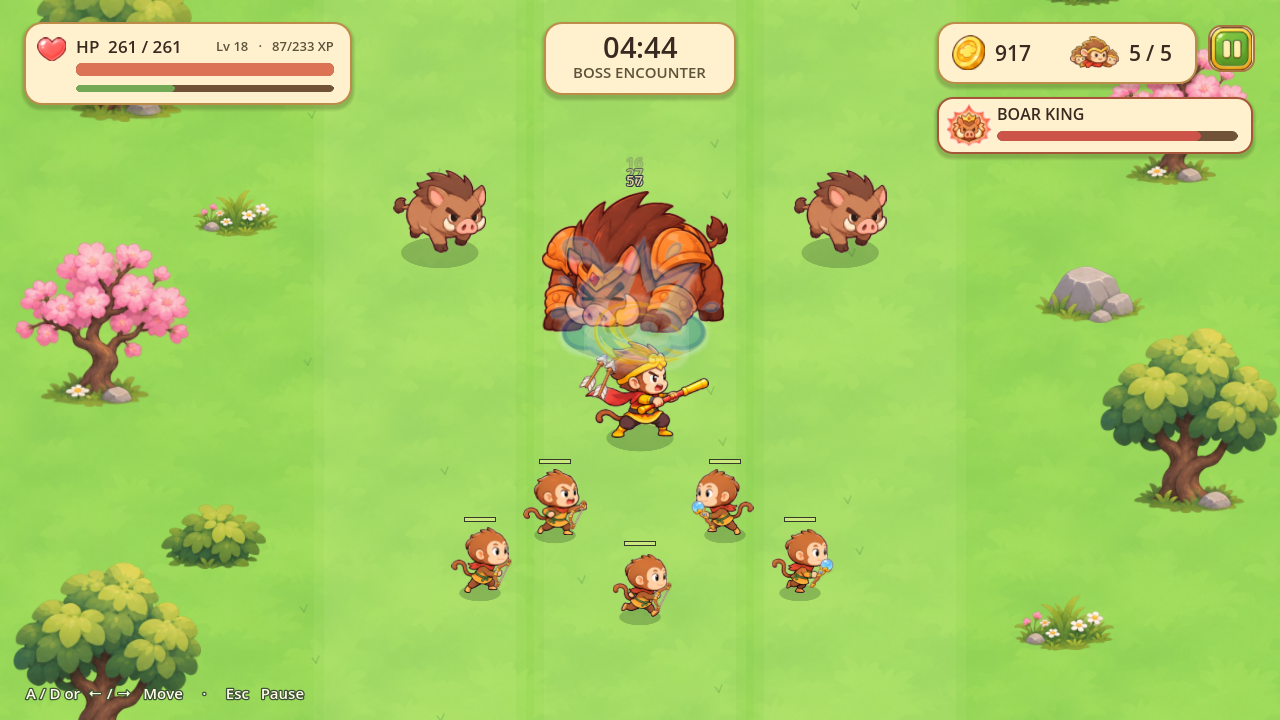 HP 261 / 261 Lv 18 · 87/233 XP
04:44
BOSS ENCOUNTER
917 5 / 5
BOAR KING
16
57
A / D or ← / → Move · Esc Pause